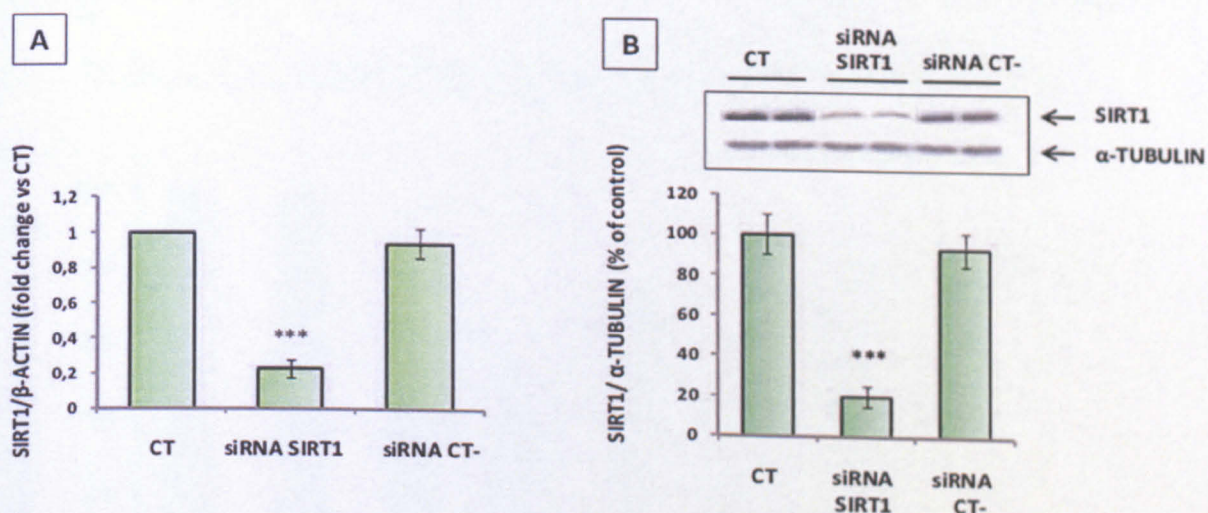 A
SIRT1/β-ACTIN (fold change vs CT)
1,2
1
0,8
0,6
0,4
0,2
0
***
CT
siRNA SIRT1
siRNA CT-
B
CT
siRNA
SIRT1
siRNA CT-
SIRT1
α-TUBULIN
SIRT1/ α-TUBULIN (% of control)
120
100
80
60
40
20
0
***
CT
siRNA
SIRT1
siRNA
CT-